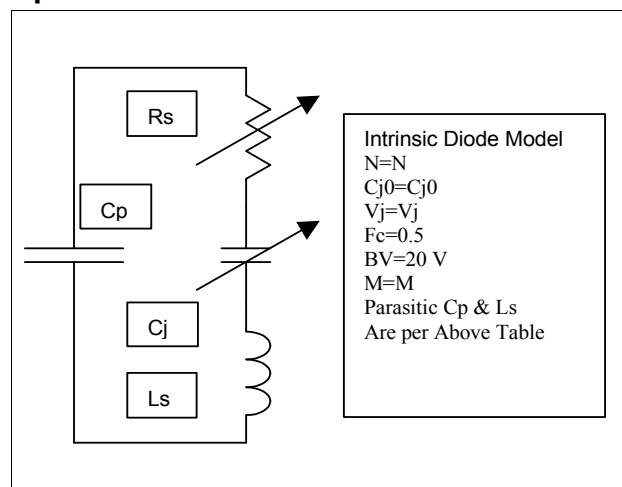 Rs
Cp
Cj
Ls
Intrinsic Diode Model
N=N
Cj0=Cj0
Vj=Vj
Fc=0.5
BV=20 V
M=M
Parasitic Cp & Ls
Are per Above Table